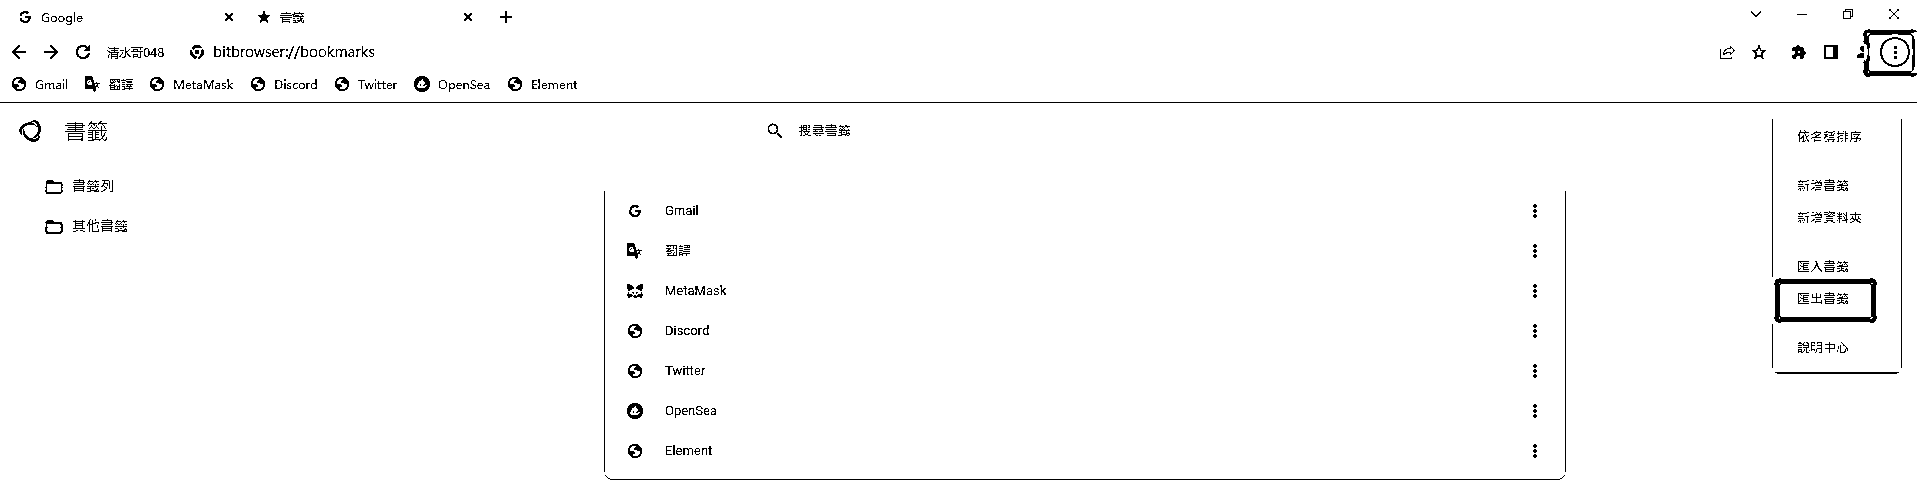 Google
書籤
清水哥048 bitbrowser://bookmarks
Gmail 翻譯 MetaMask Discord Twitter OpenSea Element
書籤
搜尋書籤
書籤列
其他書籤
Gmail
翻譯
MetaMask
Discord
Twitter
OpenSea
Element
依名稱排序
新增書籤
新增資料夾
匯入書籤
匯出書籤
說明中心